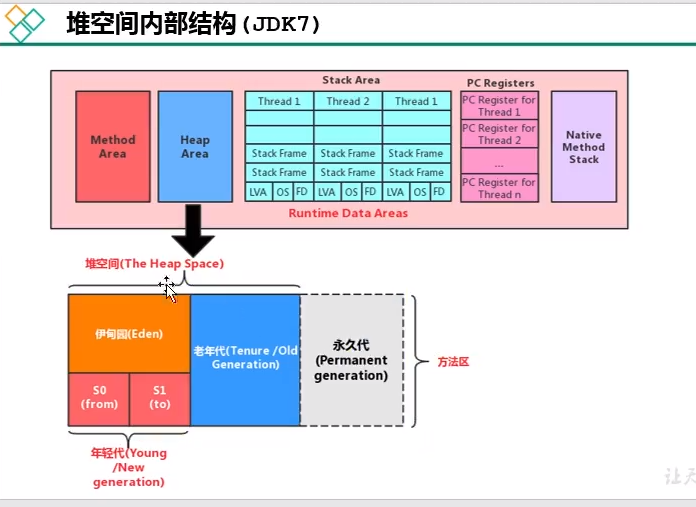 堆空间内部结构(JDK7)
Stack Area
PC Registers
Method
Area
Heap
Area
Thread 1 Thread 2 Thread 1
Stack Frame Stack Frame Stack Frame
Stack Frame Stack Frame Stack Frame
LVA OS FD LVA OS FD LVA OS FD
PC Register for
Thread 1
PC Register for
Thread 2
...
PC Register for
Thread n
Native
Method
Stack
Runtime Data Areas
堆空间(The Heap Space)
伊甸园(Eden)
S0
(from)
S1
(to)
老年代(Tenure /Old
Generation)
永久代
(Permanent
generation)
方法区
年轻代(Young
/New
generation)
让天